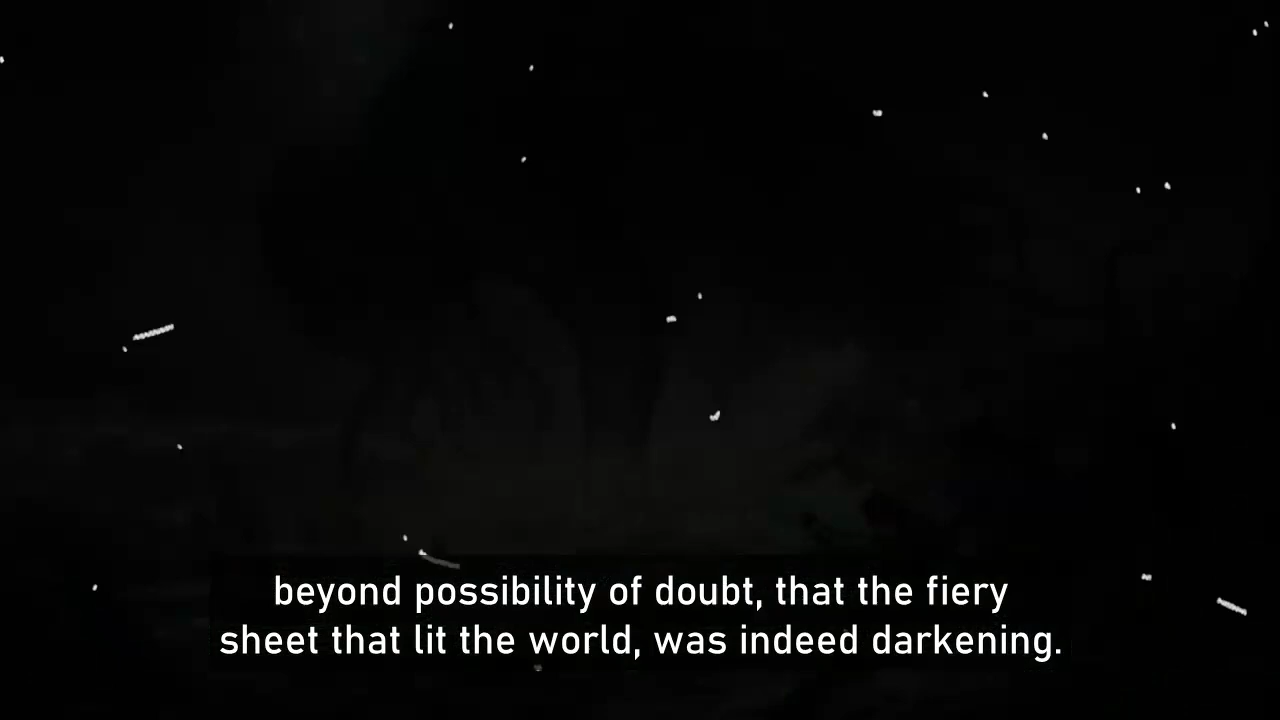 beyond possibility of doubt, that the fiery
sheet that lit the world, was indeed darkening.